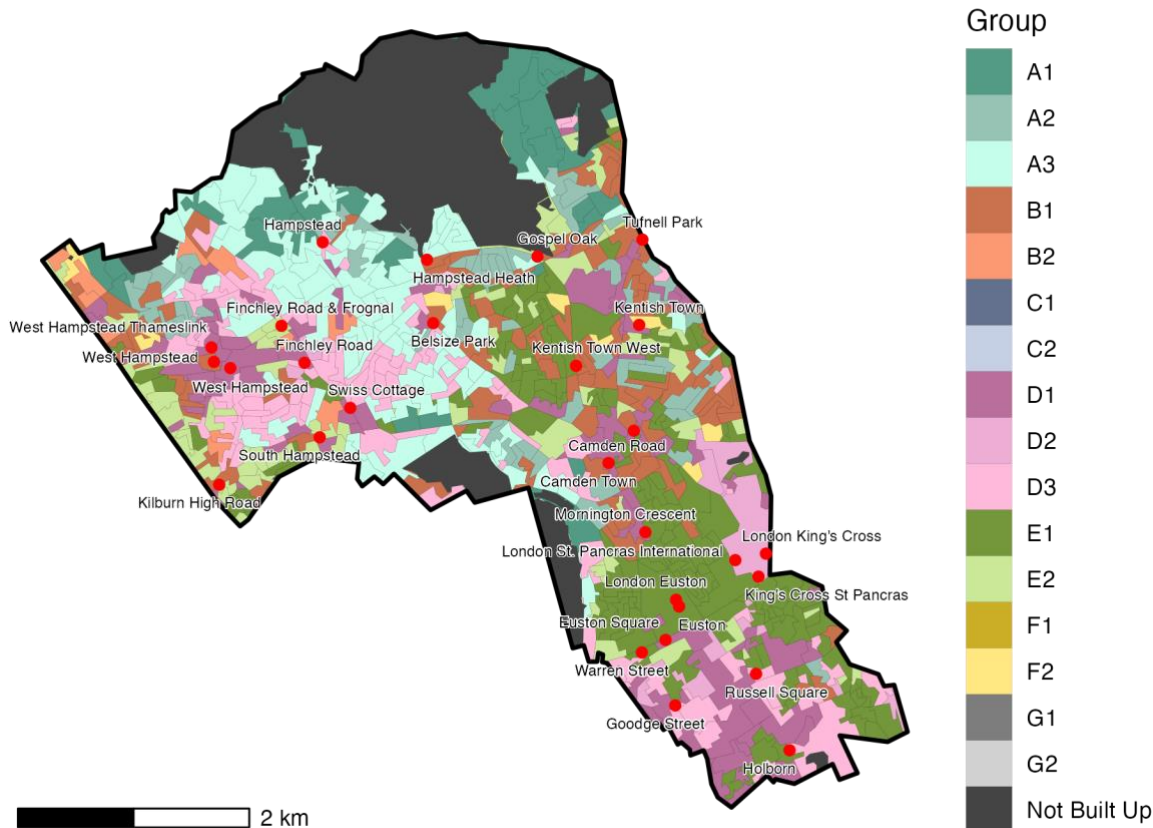 Group
A1
A2
A3
B1
B2
C1
C2
D1
D2
D3
E1
E2
F1
F2
G1
G2
Not Built Up
Hampstead
Tufnell Park
Gospel Oak
Hampstead Heath
Finchley Road & Frognal
Kentish Town
West Hampstead Thameslink
Finchley Road
Belsize Park
Kentish Town West
West Hampstead
West Hampstead
Swiss Cottage
South Hampstead
Camden Road
Camden Town
Kilburn High Road
Mornington Crescent
London King's Cross
London St. Pancras International
London Euston
King's Cross St Pancras
Euston Square
Euston
Warren Street
Russell Square
Goodge Street
Holborn
2 km